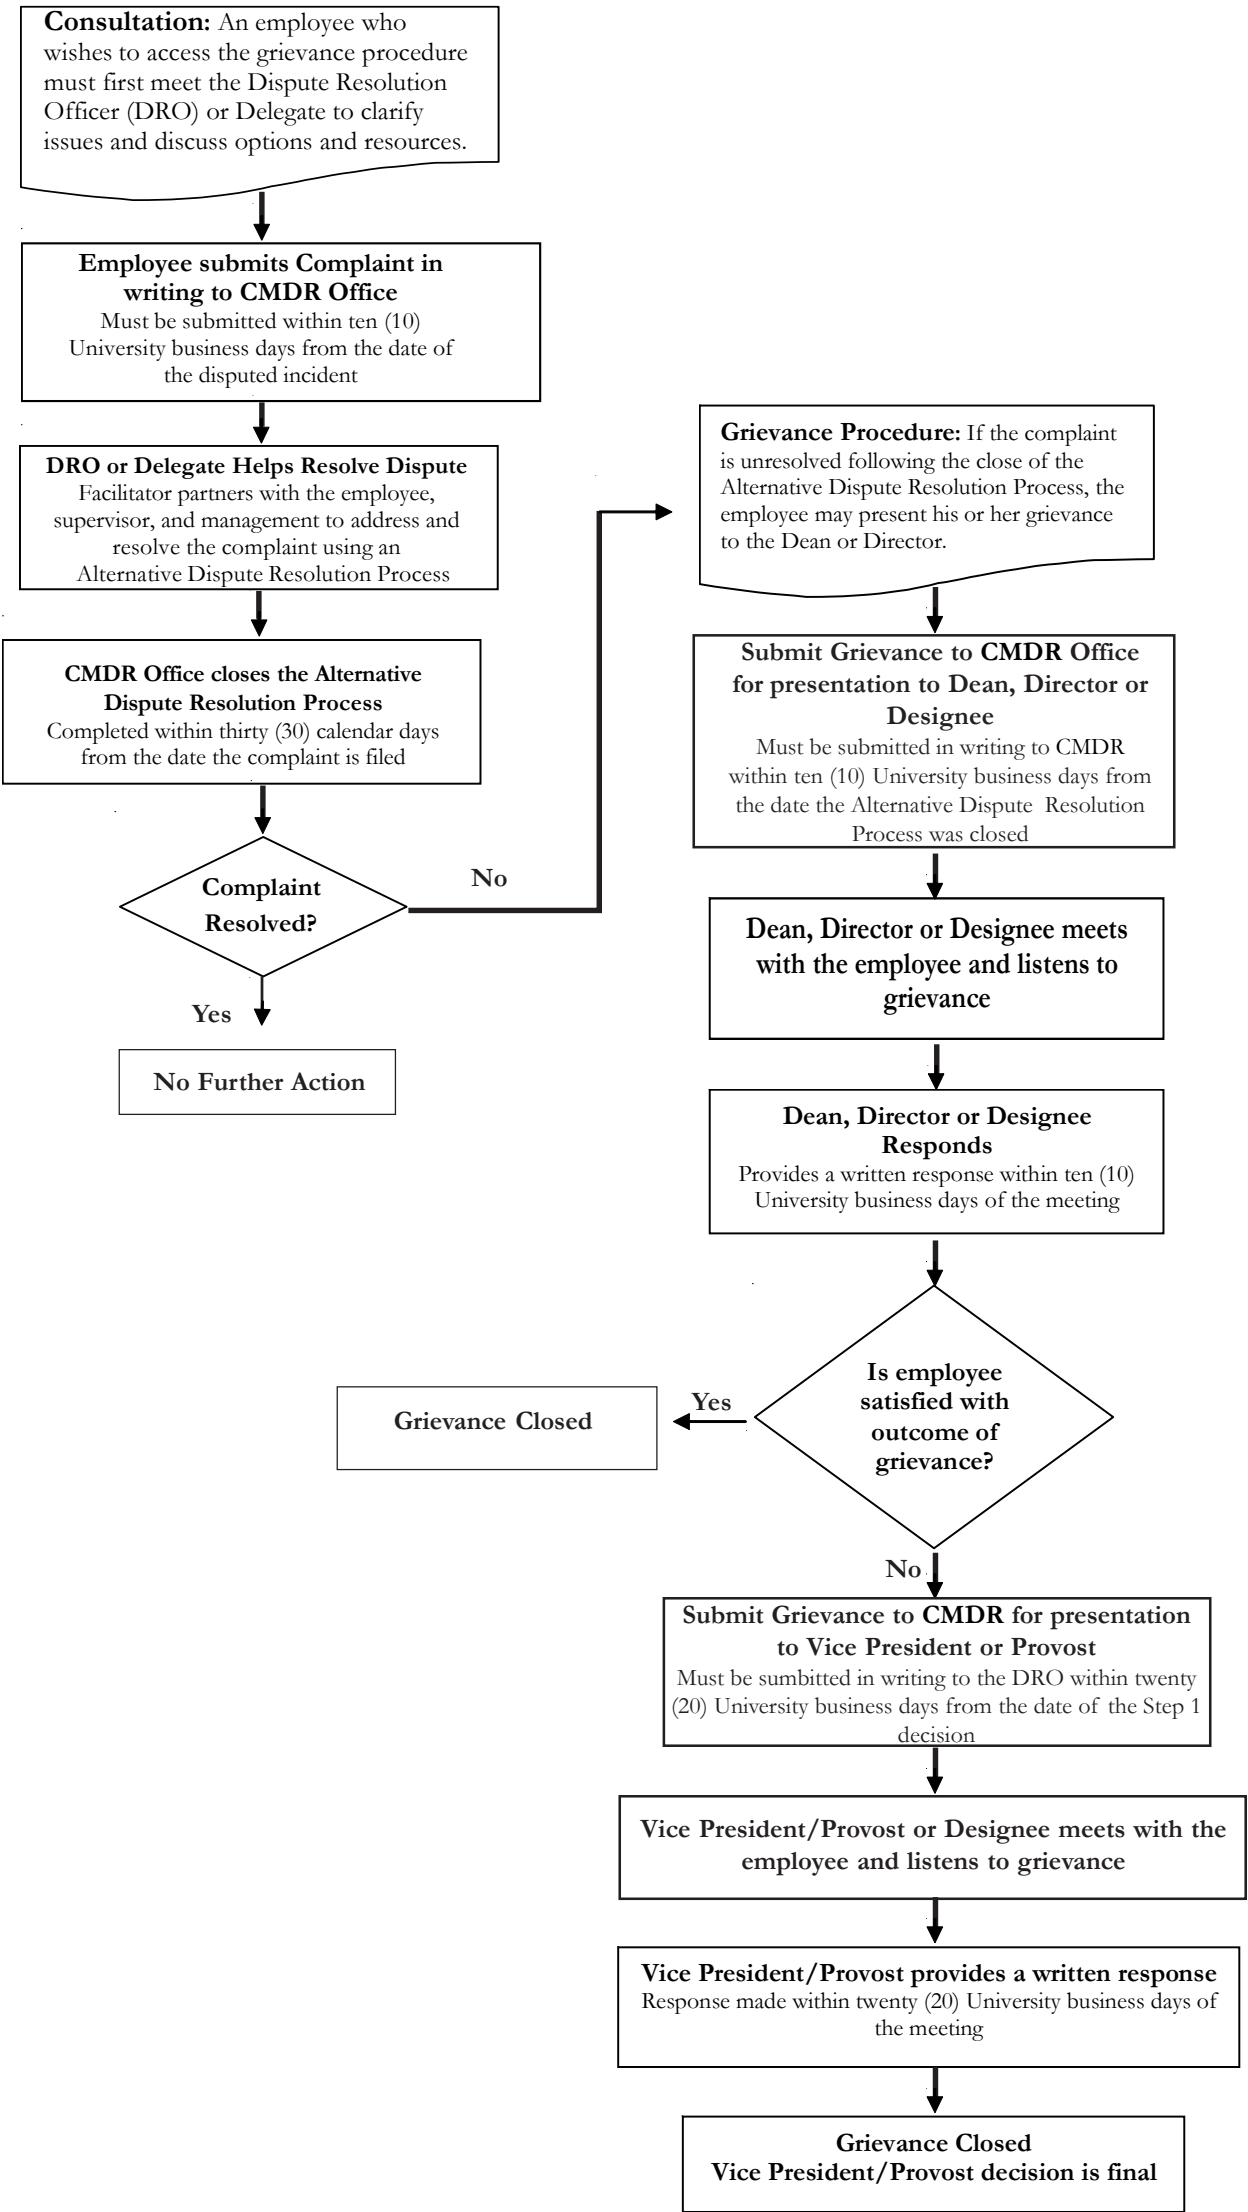 Consultation: An employee who
wishes to access the grievance procedure
must first meet the Dispute Resolution
Officer (DRO) or Delegate to clarify
issues and discuss options and resources.
Employee submits Complaint in
writing to CMDR Office
Must be submitted within ten (10)
University business days from the date of
the disputed incident
DRO or Delegate Helps Resolve Dispute
Facilitator partners with the employee,
supervisor, and management to address and
resolve the complaint using an
Alternative Dispute Resolution Process
CMDR Office closes the Alternative
Dispute Resolution Process
Completed within thirty (30) calendar days
from the date the complaint is filed
Complaint
Resolved?
No
Yes
No Further Action
Grievance Procedure: If the complaint
is unresolved following the close of the
Alternative Dispute Resolution Process, the
employee may present his or her grievance
to the Dean or Director.
Submit Grievance to CMDR Office
for presentation to Dean, Director or
Designee
Must be submitted in writing to CMDR
within ten (10) University business days from
the date the Alternative Dispute Resolution
Process was closed
Dean, Director or Designee meets
with the employee and listens to
grievance
Dean, Director or Designee
Responds
Provides a written response within ten (10)
University business days of the meeting
Is employee
satisfied with
outcome of
grievance?
Yes
Grievance Closed
No
Submit Grievance to CMDR for presentation
to Vice President or Provost
Must be sumbitted in writing to the DRO within twenty
(20) University business days from the date of the Step 1
decision
Vice President/Provost or Designee meets with the
employee and listens to grievance
Vice President/Provost provides a written response
Response made within twenty (20) University business days of
the meeting
Grievance Closed
Vice President/Provost decision is final